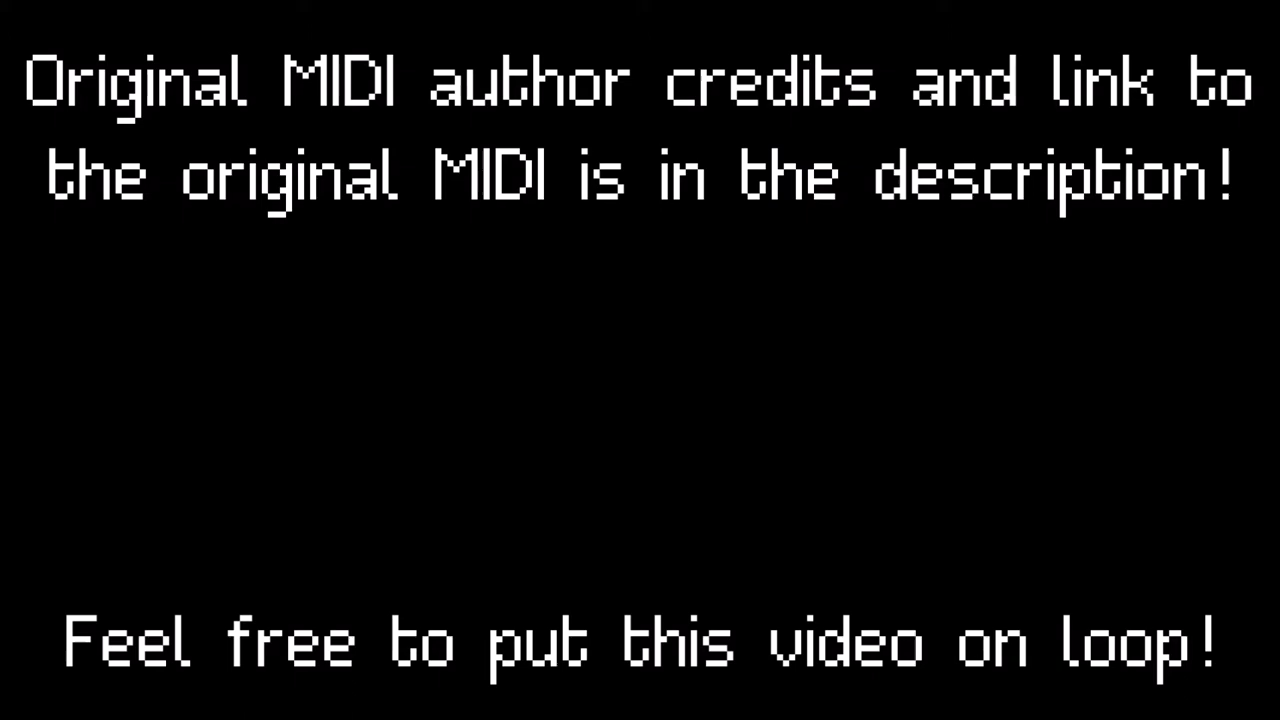 Original MIDI author credits and link to
the original MIDI is in the description!
Feel free to put this video on loop!